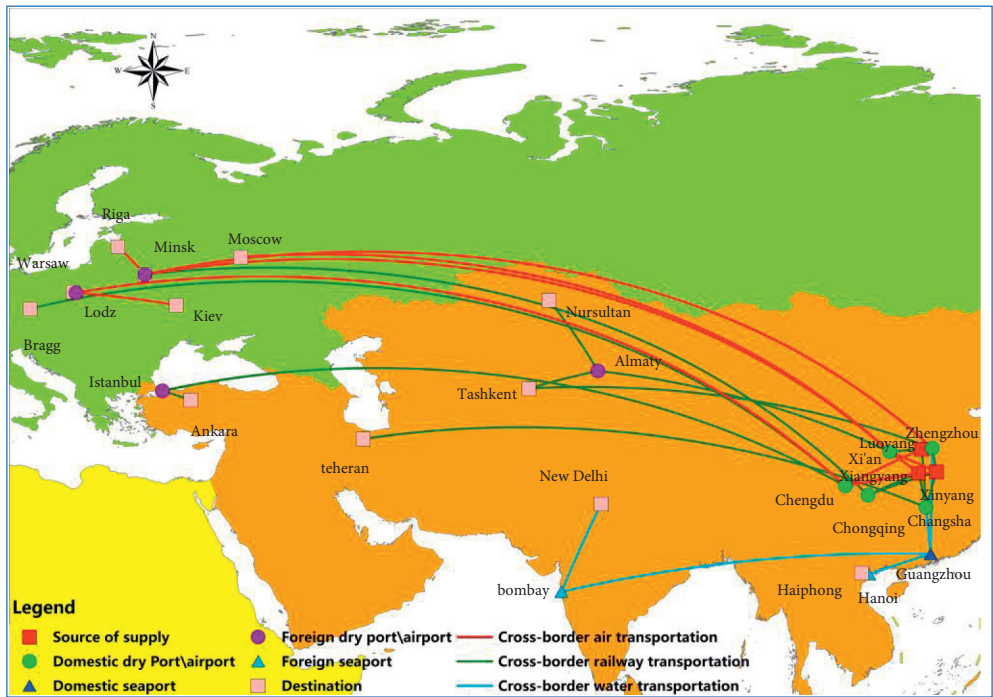 N
W
E
S
Riga
Minsk
Moscow
Warsaw
Lodz
Kiev
Nursultan
Bragg
Almaty
Istanbul
Tashkent
Ankara
Zhengzhou
Luoyang
Xi'an
teheran
New Delhi
Xiangyang
Chengdu
Xinyang
Chongqing
Changsha
bombay
Haiphong
Guangzhou
Hanoi
Legend
Source of supply
Foreign dry port\airport
Cross-border air transportation
Domestic dry Port\airport
Foreign seaport
Cross-border railway transportation
Domestic seaport
Destination
Cross-border water transportation